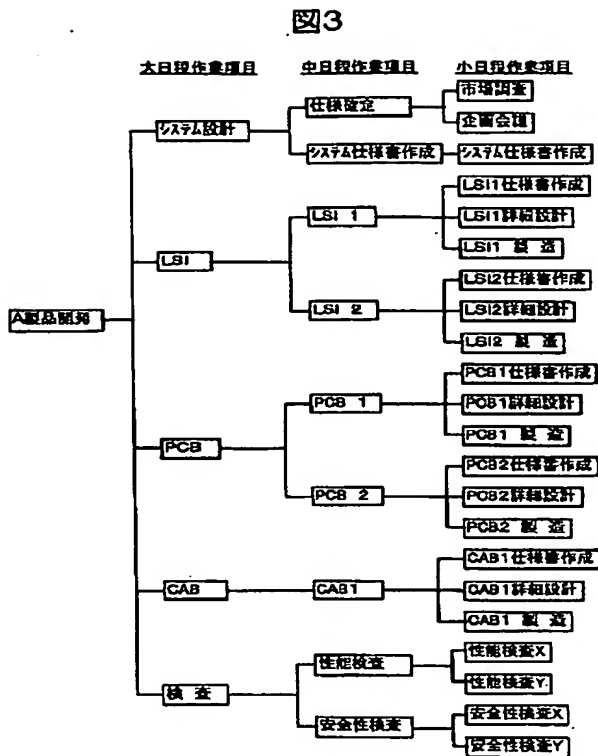 図3
大日程作業項目 中日程作業項目 小日程作業項目
市場調査
仕様確定
企画会議
システム設計
システム仕様書作成 システム仕様書作成
LSI1仕様書作成
LSI 1 LSI1詳細設計
LSI1 製 造
LSI
LSI2仕様書作成
LSI 2 LSI2詳細設計
LSI2 製 造
A製品開発
PCB1仕様書作成
PCB 1 PCB1詳細設計
PCB1 製 造
PCB
PCB2仕様書作成
PCB 2 PCB2詳細設計
PCB2 製 造
CAB1仕様書作成
CAB CAB1 CAB1詳細設計
CAB1 製 造
性能検査X
性能検査
性能検査Y
検 査
安全性検査X
安全性検査
安全性検査Y